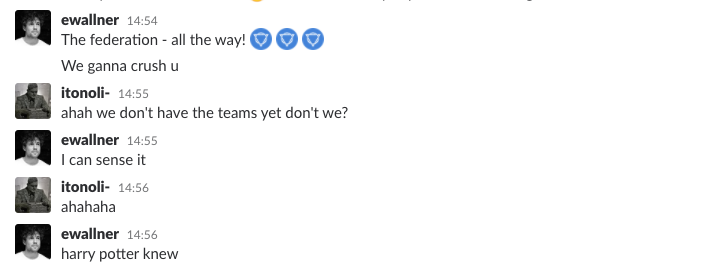 ewallner 14:54
The federation - all the way!
We ganna crush u
itonoli- 14:55
ahah we don't have the teams yet don't we?
ewallner 14:55
I can sense it
itonoli- 14:56
ahahaha
ewallner 14:56
harry potter knew